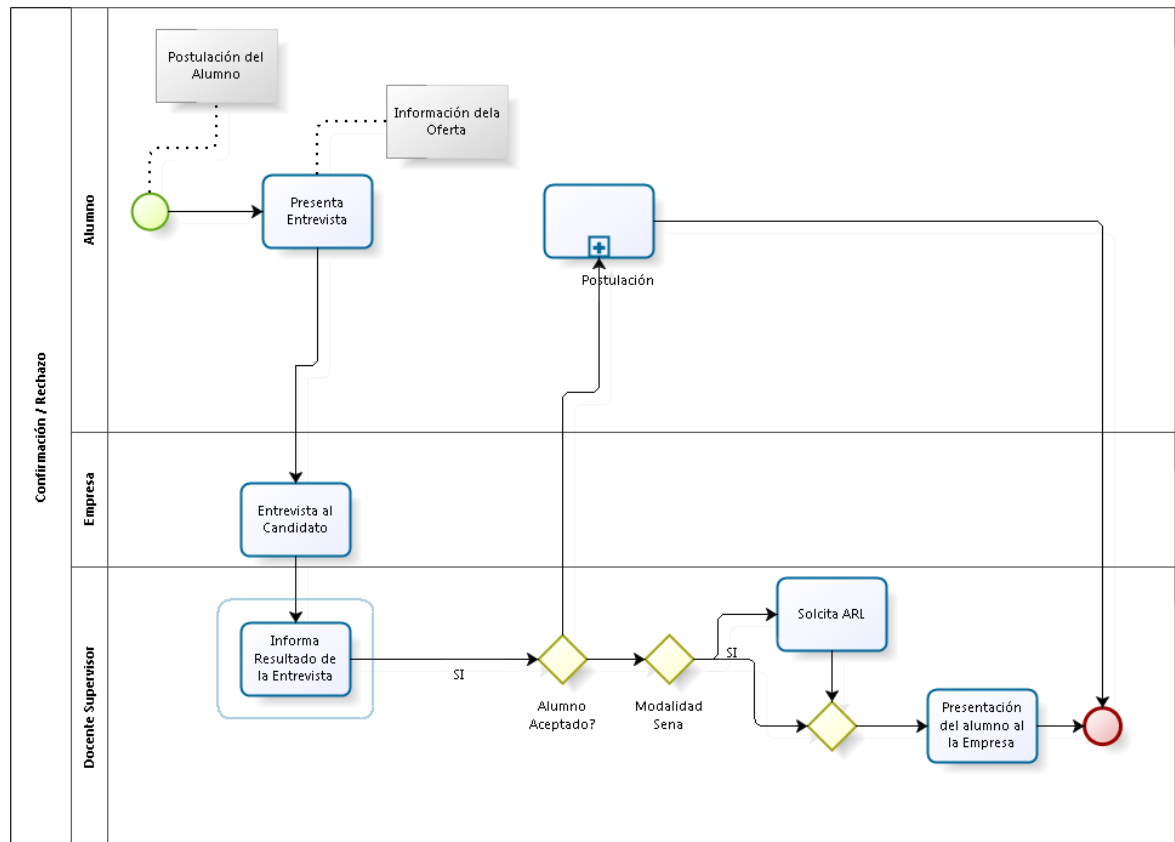 Confirmación / Rechazo
Alumno
Postulación del
Alumno
Información dela
Oferta
Presenta
Entrevista
Postulación
Empresa
Entrevista al
Candidato
Docente Supervisor
Informa
Resultado de
la Entrevista
SI
Alumno
Aceptado?
Modalidad
Sena
SI
Solcita ARL
Presentación
del alumno al
la Empresa